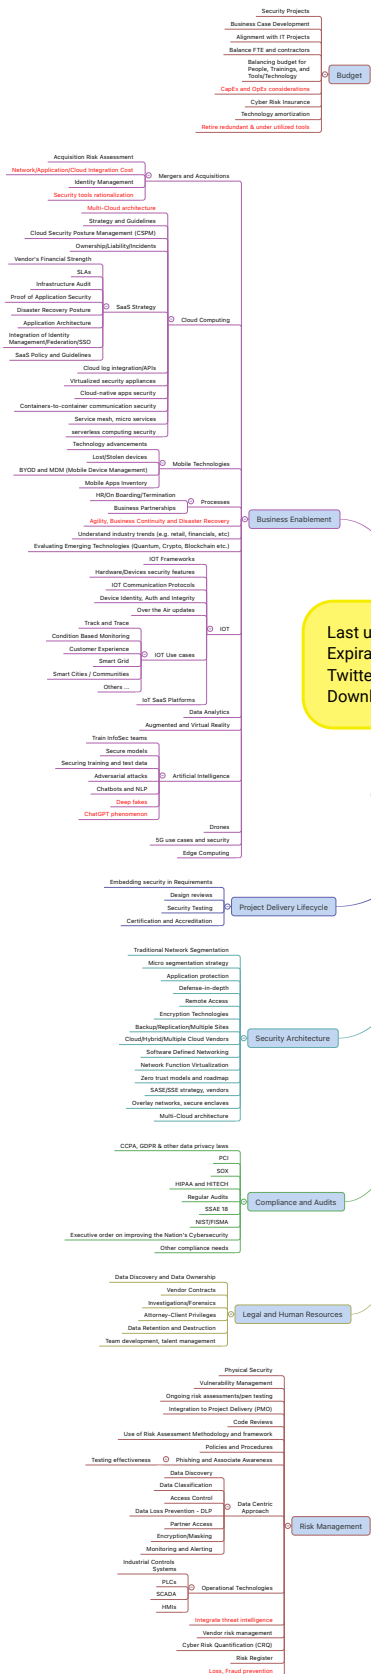 Security Projects
Business Case Development
Alignment with IT Projects
Balance FTE and contractors
Balancing budget for
People, Trainings, and
Tools/Technology
Budget
CapEx and OpEx considerations
Cyber Risk Insurance
Technology amortization
Retire redundant & under utilized tools
Acquisition Risk Assessment
Network/Application/Cloud Integration Cost
Mergers and Acquisitions
Identity Management
Security tools rationalization
Multi-Cloud architecture
Strategy and Guidelines
Cloud Security Posture Management (CSPM)
Ownership/Liability/Incidents
Vendor's Financial Strength
SLAs
Infrastructure Audit
Proof of Application Security
SaaS Strategy
Disaster Recovery Posture
Cloud Computing
Application Architecture
Integration of Identity
Management/Federation/SSO
SaaS Policy and Guidelines
Cloud log integration/APIs
Virtualized security appliances
Cloud-native apps security
Containers-to-container communication security
Service mesh, micro services
serverless computing security
Technology advancements
Lost/Stolen devices
Mobile Technologies
BYOD and MDM (Mobile Device Management)
Mobile Apps Inventory
HR/On Boarding/Termination
Processes
Business Partnerships
Business Enablement
Agility, Business Continuity and Disaster Recovery
Understand industry trends (e.g. retail, financials, etc)
Evaluating Emerging Technologies (Quantum, Crypto, Blockchain etc.)
IOT Frameworks
Hardware/Devices security features
IOT Communication Protocols
Device Identity, Auth and Integrity
Over the Air updates
Track and Trace
IOT
Condition Based Monitoring
Customer Experience
IOT Use cases
Smart Grid
Smart Cities / Communities
Others ...
IoT SaaS Platforms
Last u
Expira
Twitte
Downl
Data Analytics
Augmented and Virtual Reality
Train InfoSec teams
Secure models
Securing training and test data
Adversarial attacks
Artificial Intelligence
Chatbots and NLP
Deep fakes
ChatGPT phenomenon
Drones
5G use cases and security
Edge Computing
Embedding security in Requirements
Design reviews
Project Delivery Lifecycle
Security Testing
Certification and Accreditation
Traditional Network Segmentation
Micro segmentation strategy
Application protection
Defense-in-depth
Remote Access
Encryption Technologies
Backup/Replication/Multiple Sites
Cloud/Hybrid/Multiple Cloud Vendors
Security Architecture
Software Defined Networking
Network Function Virtualization
Zero trust models and roadmap
SASE/SSE strategy, vendors
Overlay networks, secure enclaves
Multi-Cloud architecture
CCPA, GDPR & other data privacy laws
PCI
SOX
HIPAA and HITECH
Regular Audits
Compliance and Audits
SSAE 18
NIST/FISMA
Executive order on improving the Nation's Cybersecurity
Other compliance needs
Data Discovery and Data Ownership
Vendor Contracts
Investigations/Forensics
Legal and Human Resources
Attorney-Client Privileges
Data Retention and Destruction
Team development, talent management
Physical Security
Vulnerability Management
Ongoing risk assessments/pen testing
Integration to Project Delivery (PMO)
Code Reviews
Use of Risk Assessment Methodology and framework
Policies and Procedures
Testing effectiveness
Phishing and Associate Awareness
Data Discovery
Data Classification
Access Control
Data Centric
Approach
Data Loss Prevention - DLP
Partner Access
Risk Management
Encryption/Masking
Monitoring and Alerting
Industrial Controls
Systems
PLCs
Operational Technologies
SCADA
HMIs
Integrate threat intelligence
Vendor risk management
Cyber Risk Quantification (CRQ)
Risk Register
Loss, Fraud prevention